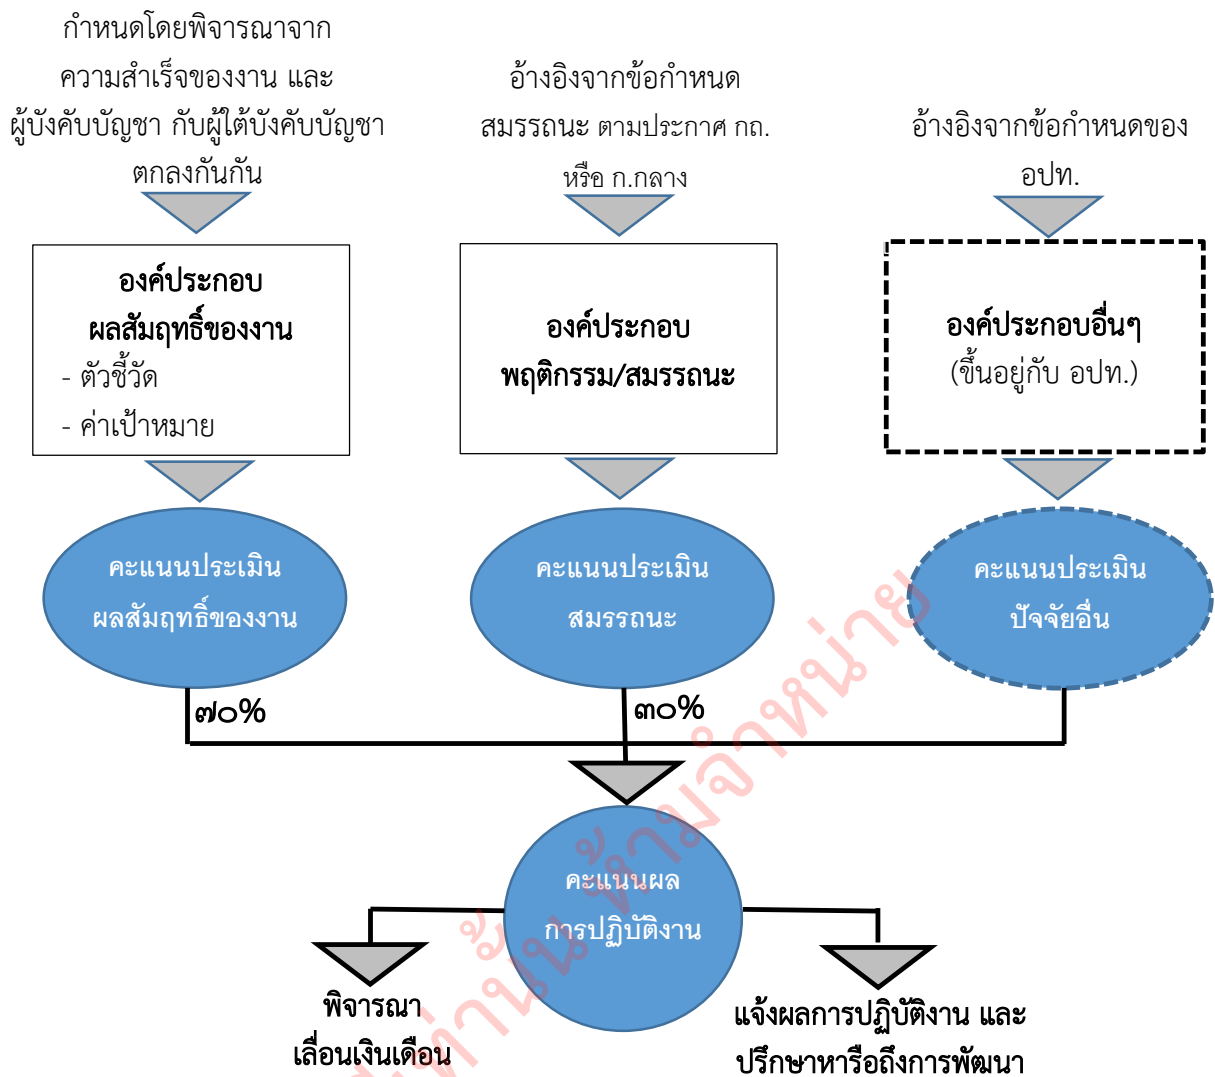 กำหนดโดยพิจารณาจาก
ความสำเร็จของงาน และ
ผู้บังคับบัญชา กับผู้ใต้บังคับบัญชา
ตกลงกันกัน
อ้างอิงจากข้อกำหนด
สมรรถนะ ตามประกาศ กถ.
หรือ ก.กลาง
อ้างอิงจากข้อกำหนดของ
อปท.
องค์ประกอบ
ผลสัมฤทธิ์ของงาน
- ตัวชี้วัด
- ค่าเป้าหมาย
องค์ประกอบ
พฤติกรรม/สมรรถนะ
องค์ประกอบอื่นๆ
(ขึ้นอยู่กับ อปท.)
คะแนนประเมิน
ผลสัมฤทธิ์ของงาน
คะแนนประเมิน
สมรรถนะ
คะแนนประเมิน
ปัจจัยอื่น
๗๐%
๓๐%
คะแนนผล
การปฏิบัติงาน
พิจารณา
เลื่อนเงินเดือน
แจ้งผลการปฏิบัติงาน และ
ปรึกษาหารือถึงการพัฒนา
ท่านั้น ห้ามจำหน่าย